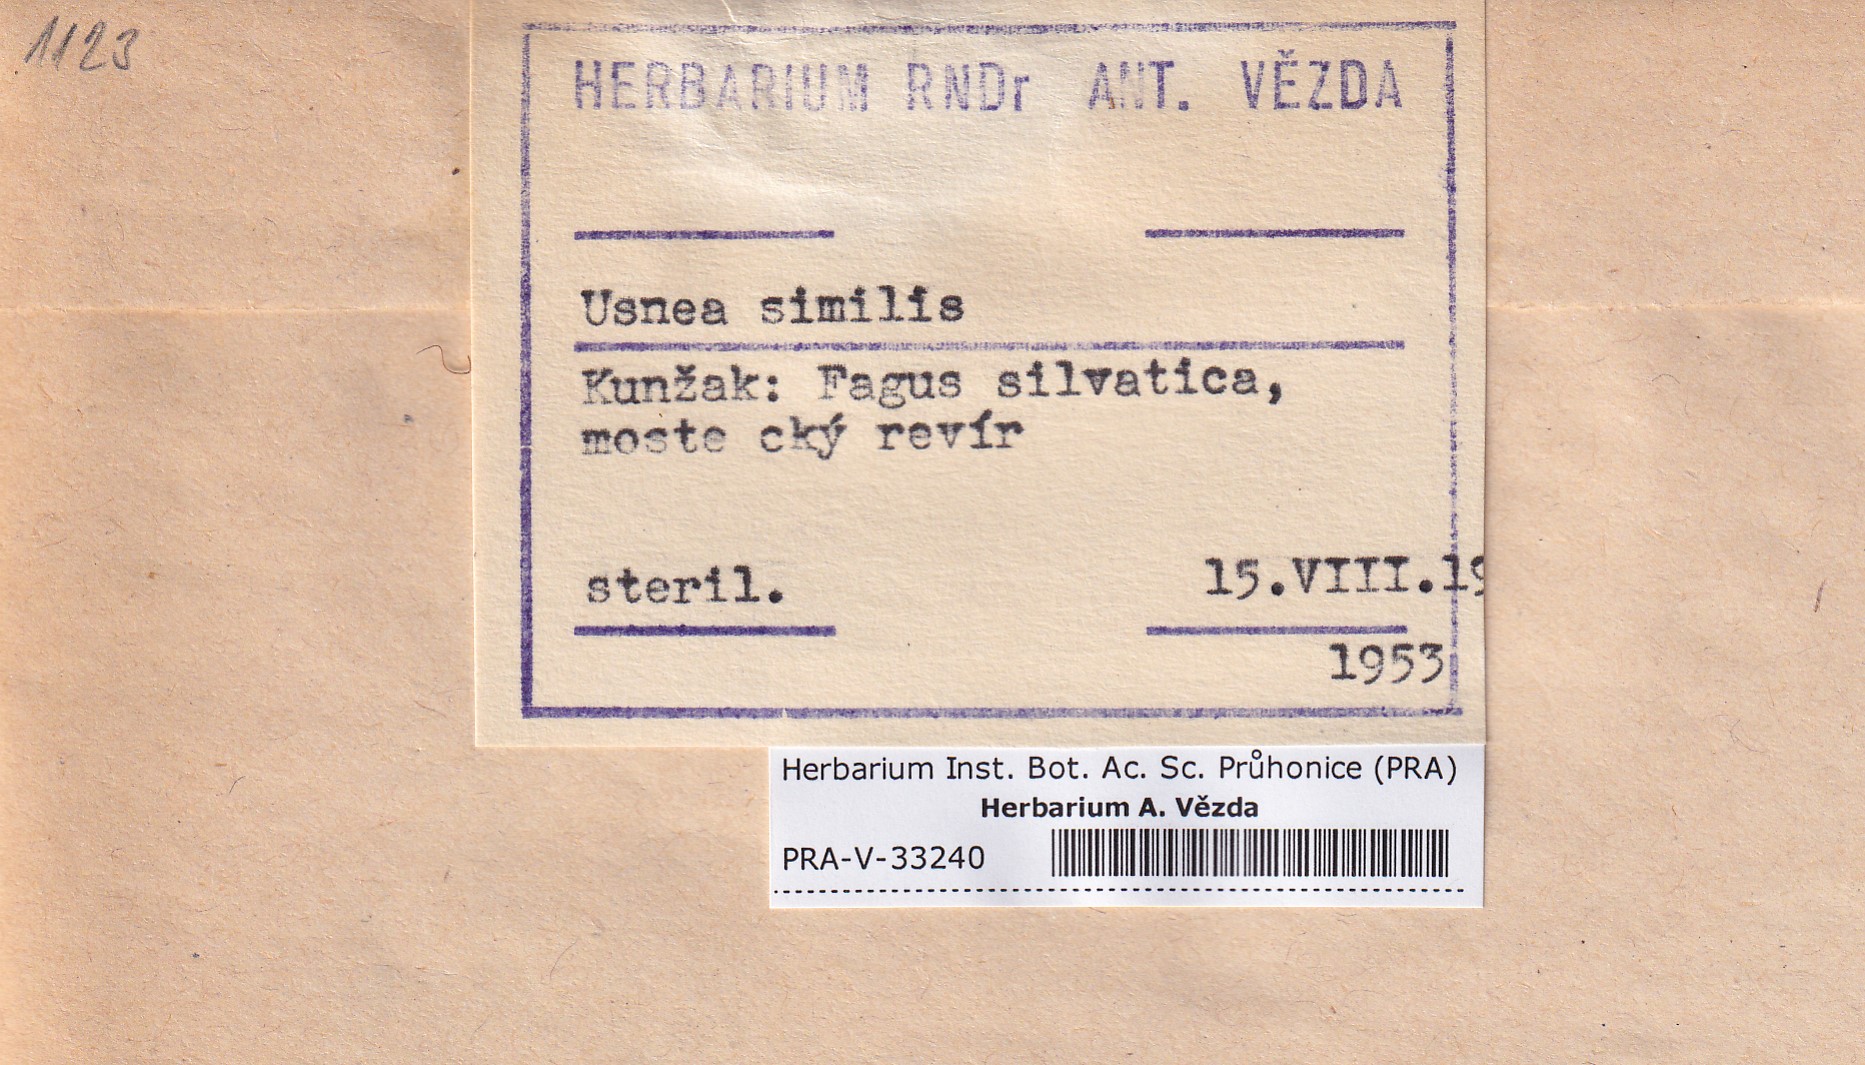 1123
HERBARIUM RNDr ANT. VĚZDA
Usnea similis
Kunžak: Fagus silvatica,
moste cký revír
steril.
15.VIII.19
1953
Herbarium Inst. Bot. Ac. Sc. Průhonice (PRA)
Herbarium A. Vězda
PRA-V-33240